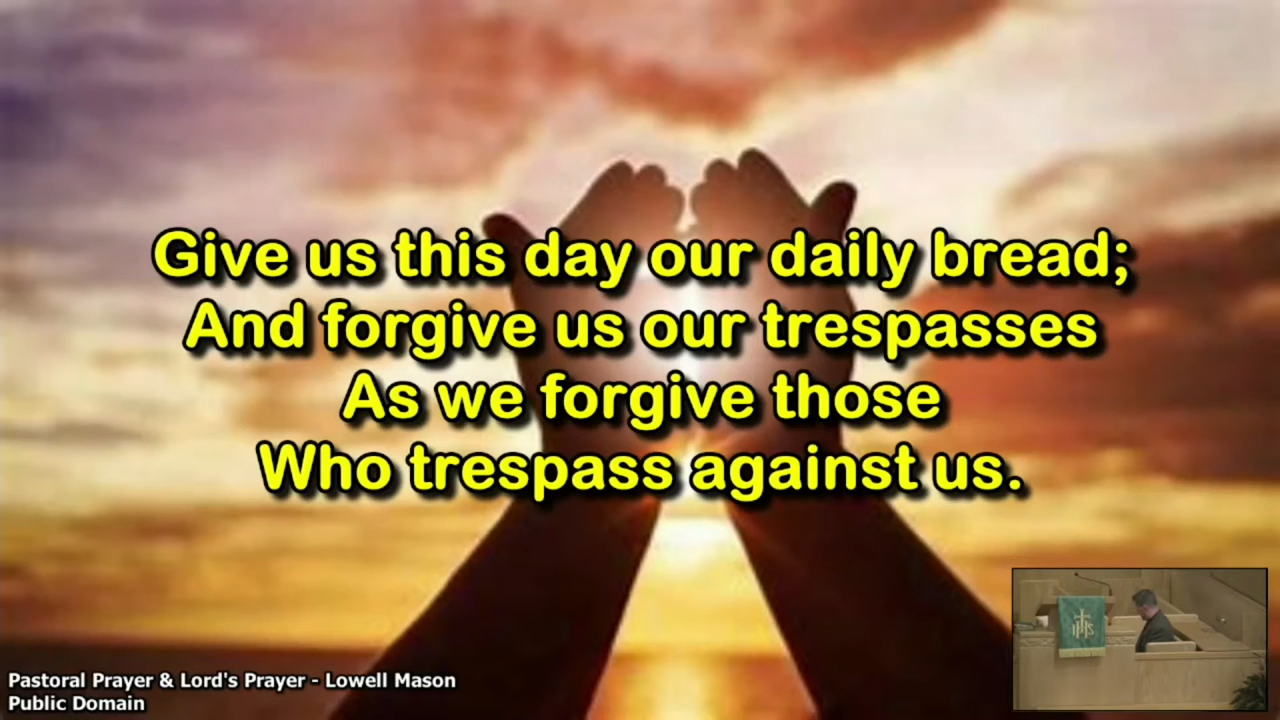 Give us this day our daily bread;
And forgive us our trespasses
As we forgive those
Who trespass against us.
Pastoral Prayer & Lord's Prayer - Lowell Mason
Public Domain
IHS